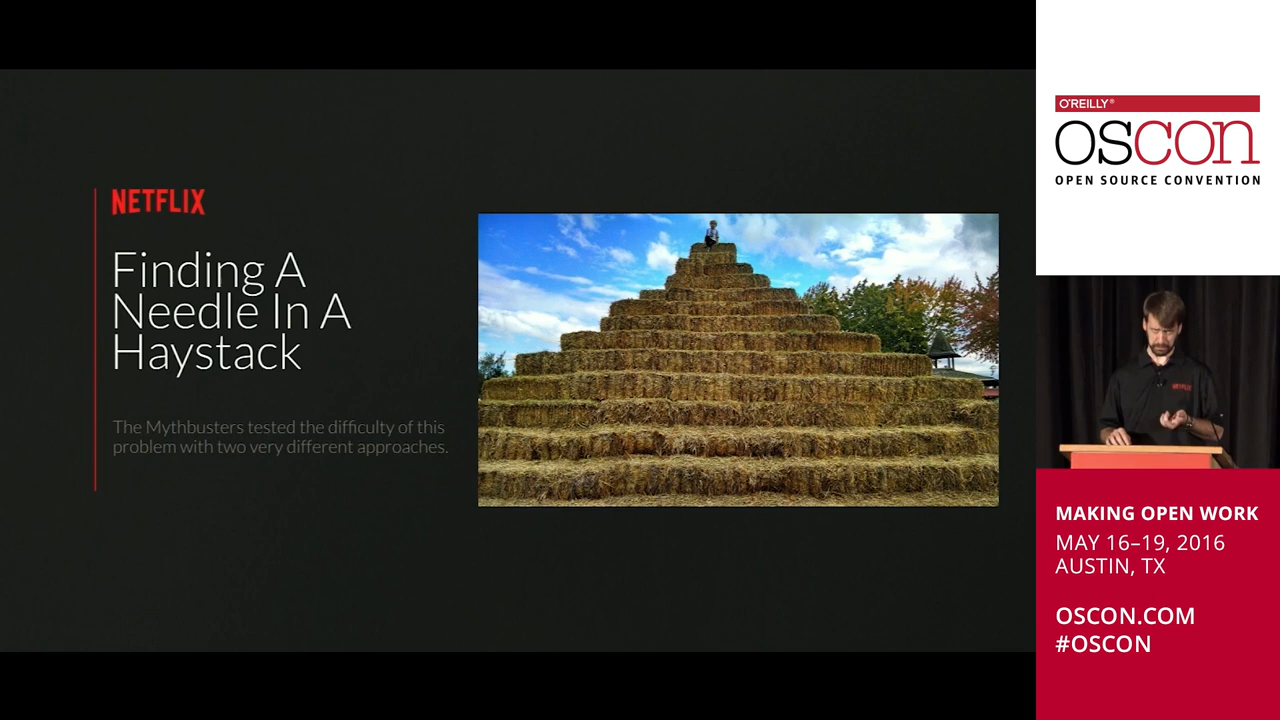 NETFLIX
Finding A
Needle In A
Haystack
The Mythbusters tested the difficulty of this
problem with two very different approaches.
O'REILLY®
OSCON
OPEN SOURCE CONVENTION
NETFLIX
MAKING OPEN WORK
MAY 16–19, 2016
AUSTIN, TX
OSCON.COM
#OSCON